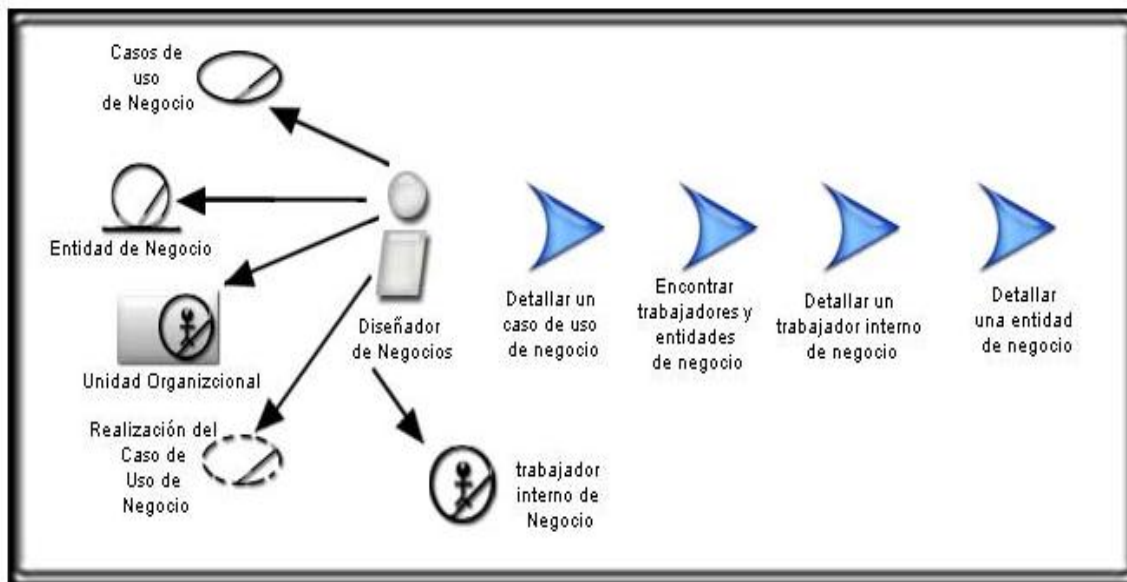 Casos de
uso
de Negocio
Entidad de Negocio
Unidad Organizcional
Realización del
Caso de
Uso de
Negocio
Diseñador
de Negocios
trabajador
interno de
Negocio
Detallar un
caso de uso
de negocio
Encontrar
trabajadores y
entidades
de negocio
Detallar un
trabajador interno
de negocio
Detallar
una entidad
de negocio